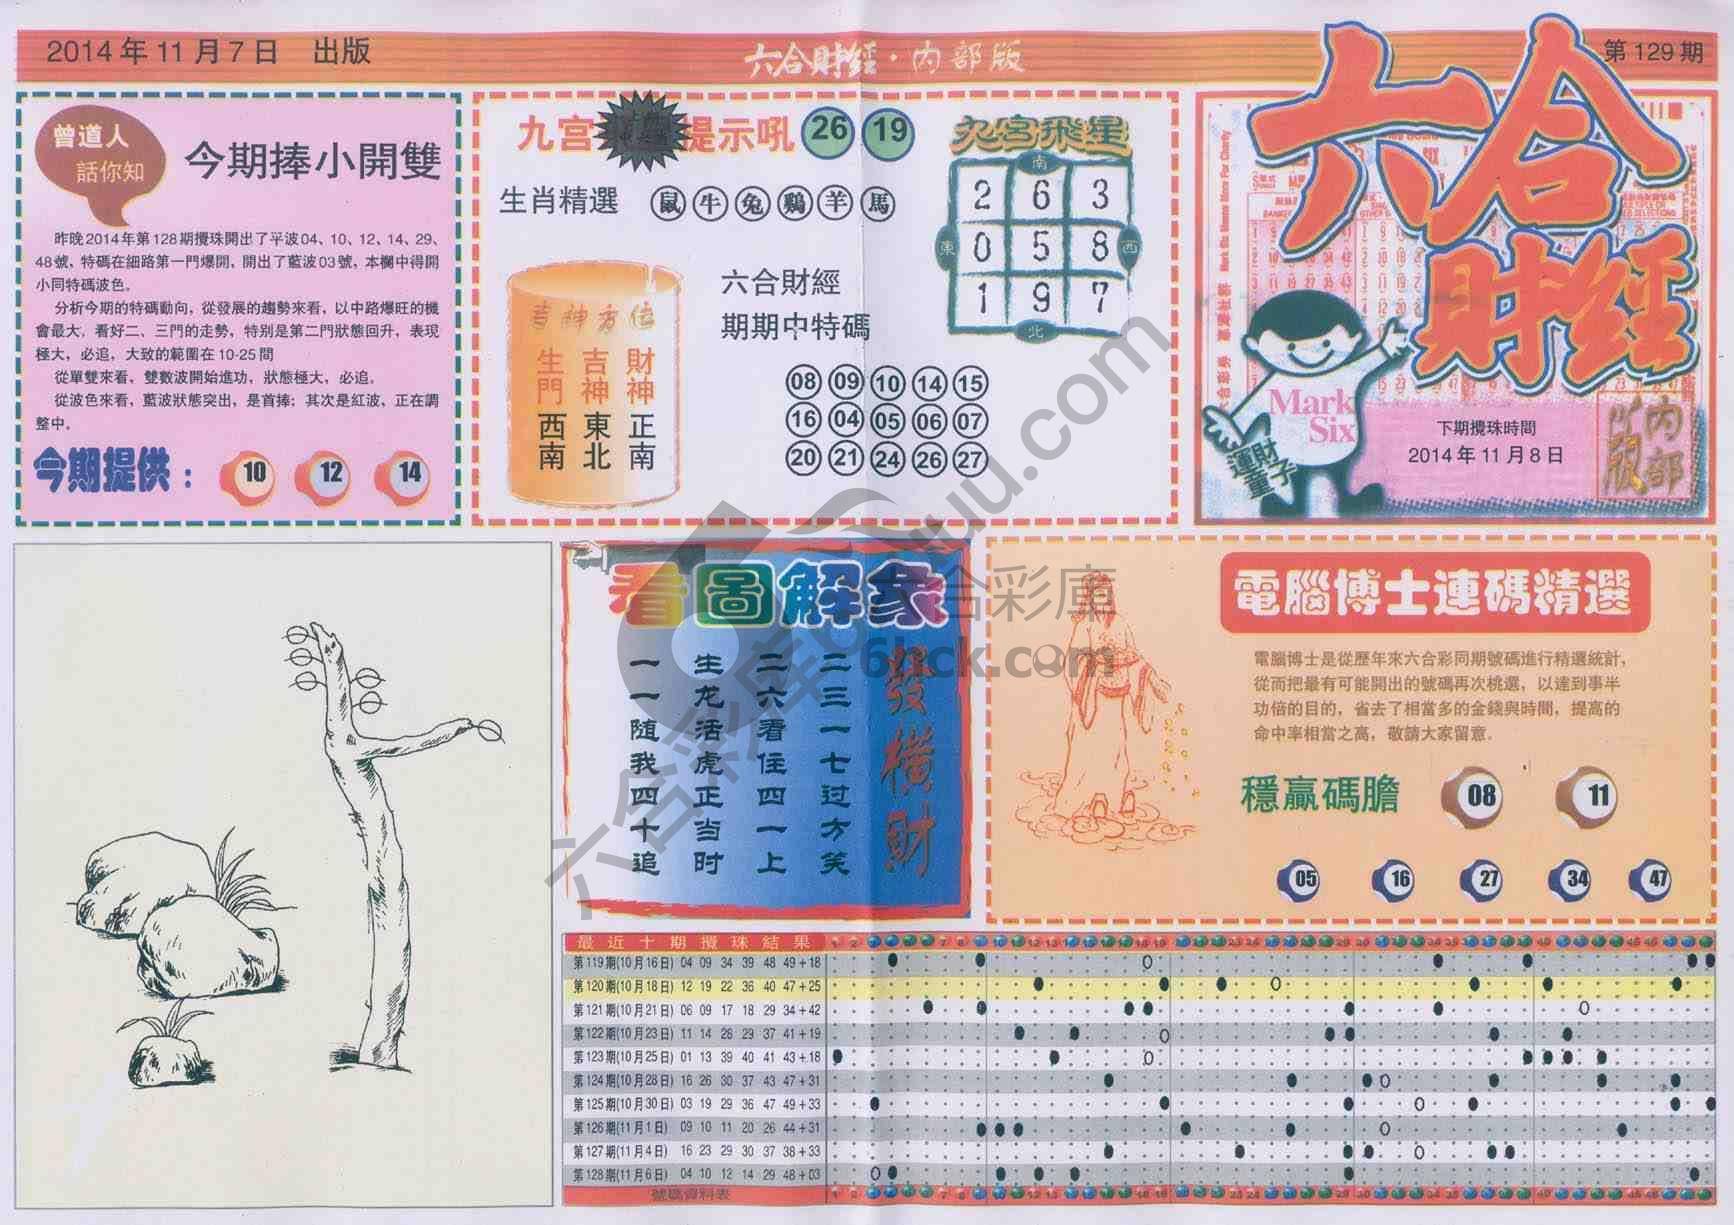 2014年11月7日 出版
六合財經·内部版
第129期
六合財經
曾道人
話你知
今期捧小開雙
昨晚2014年第128期攪珠開出了平波04、10、12、14、29、
48號，特碼在細路第一門爆開，開出了藍波03號，本欄中得開
小同特碼波色。
分析今期的特碼動向，從發展的趨勢來看，以中路爆旺的機
會最大，看好二、三門的走勢，特别是第二門狀態回升，表現
極大，必追，大致的範圍在10-25間
從單雙來看，雙數波開始進功，狀態極大，必追。
從波色來看，藍波狀態突出，是首捧；其次是紅波，正在調
整中。
今期提供：
10 12 14
九宮
提示吼 26 19
生肖精選 鼠 牛 兔 鷄 羊 馬
六合財經
期期中特碼
吉神方位
生門 西南
吉神 東北
財神 正南
08 09 10 14 15
16 04 05 06 07
20 21 24 26 27
九宮飛星
南
2 6 3
東 0 5 8 西
1 9 7
北
Mark
Six
運財
童子
下期攪珠時間
2014年11月8日
内部
版
看圖解象
發橫財
二三一七过方笑
二六看住四一上
生龙活虎正当时
一一随我四十追
電腦博士連碼精選
電腦博士是從歷年來六合彩同期號碼進行精選統計，
從而把最有可能開出的號碼再次桃選，以達到事半
功倍的目的，省去了相當多的金錢與時間，提高的
命中率相當之高，敬請大家留意。
穩贏碼膽 08 11
05 16 27 34 47
六合彩庫
6hck.com
最近十期攪珠結果
第119期(10月16日) 04 09 34 39 48 49+18
第120期(10月18日) 12 19 22 36 40 47+25
第121期(10月21日) 06 09 17 18 29 34+42
第122期(10月23日) 11 14 28 29 37 41+19
第123期(10月25日) 01 13 39 40 41 43+18
第124期(10月28日) 16 26 30 37 43 47+31
第125期(10月30日) 03 19 29 36 47 49+33
第126期(11月1日) 09 10 11 20 26 44+31
第127期(11月4日) 16 23 29 30 37 38+33
第128期(11月6日) 04 10 12 14 29 48+03
號碼資料表